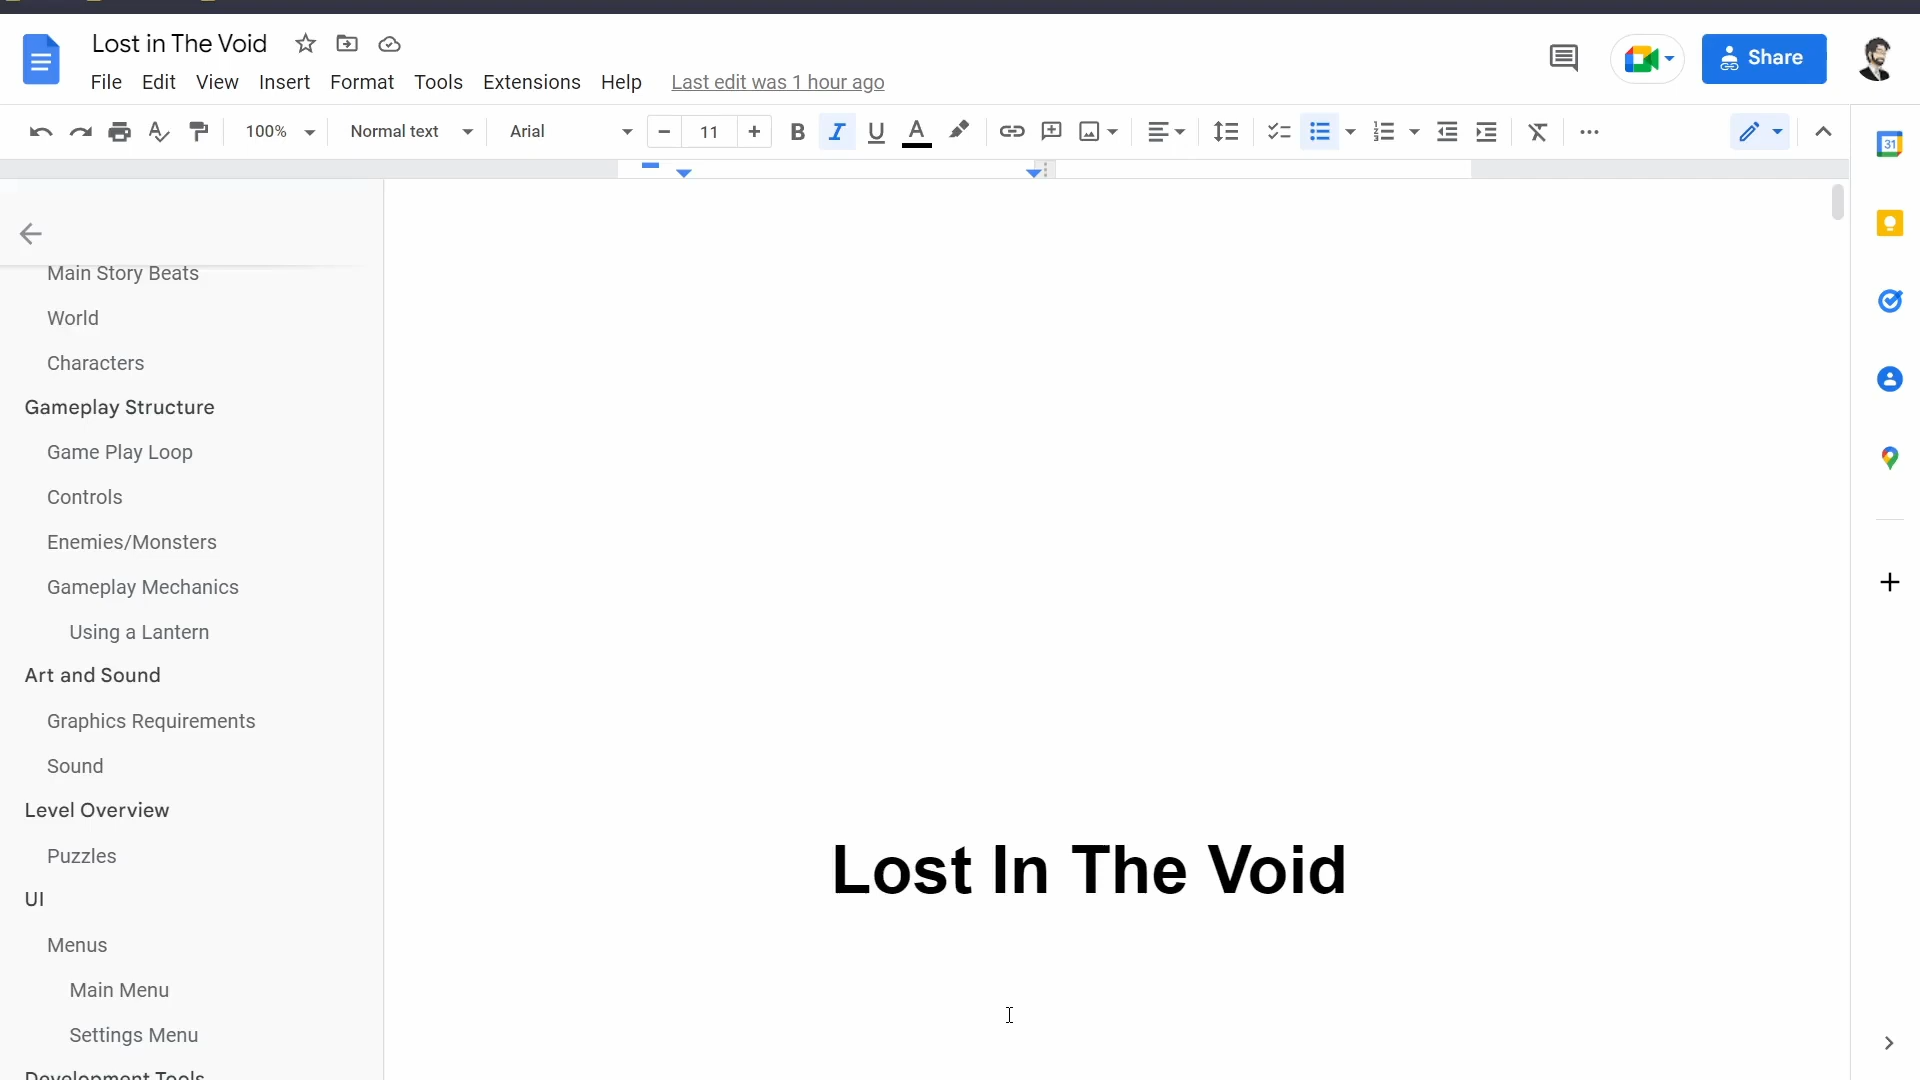 Lost in The Void
File Edit View Insert Format Tools Extensions Help Last edit was 1 hour ago
Share
100% Normal text Arial 11 B I U A
31
Main Story Beats
World
Characters
Gameplay Structure
Game Play Loop
Controls
Enemies/Monsters
Gameplay Mechanics
Using a Lantern
Art and Sound
Graphics Requirements
Sound
Level Overview
Puzzles
UI
Menus
Main Menu
Settings Menu
Development Tools
Lost In The Void